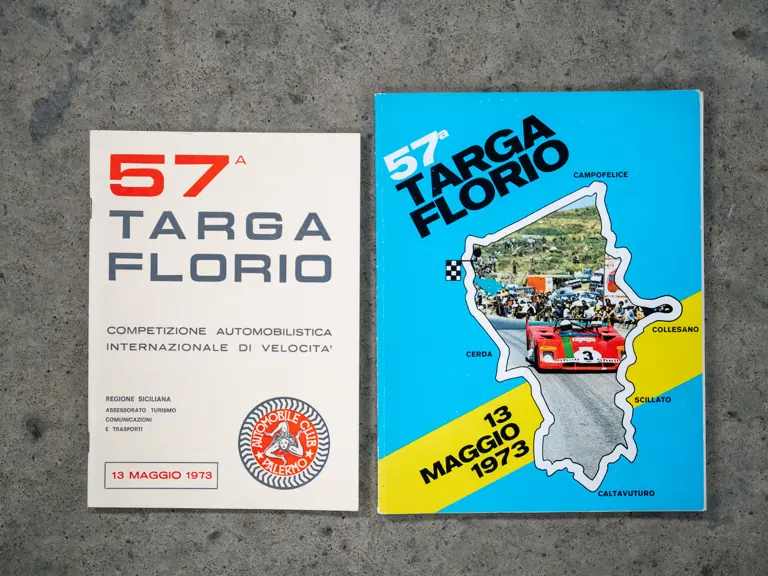 57A
TARGA
FLORIO
COMPETIZIONE AUTOMOBILISTICA
INTERNAZIONALE DI VELOCITA'
REGIONE SICILIANA
ASSESSORATO TURISMO
COMUNICAZIONI
E TRASPORTI
AUTOMOBILE CLUB
PALERMO
13 MAGGIO 1973
57a
TARGA
FLORIO
CAMPOFELICE
COLLESANO
CERDA
3
SCILLATO
13
MAGGIO
1973
CALTAVUTURO